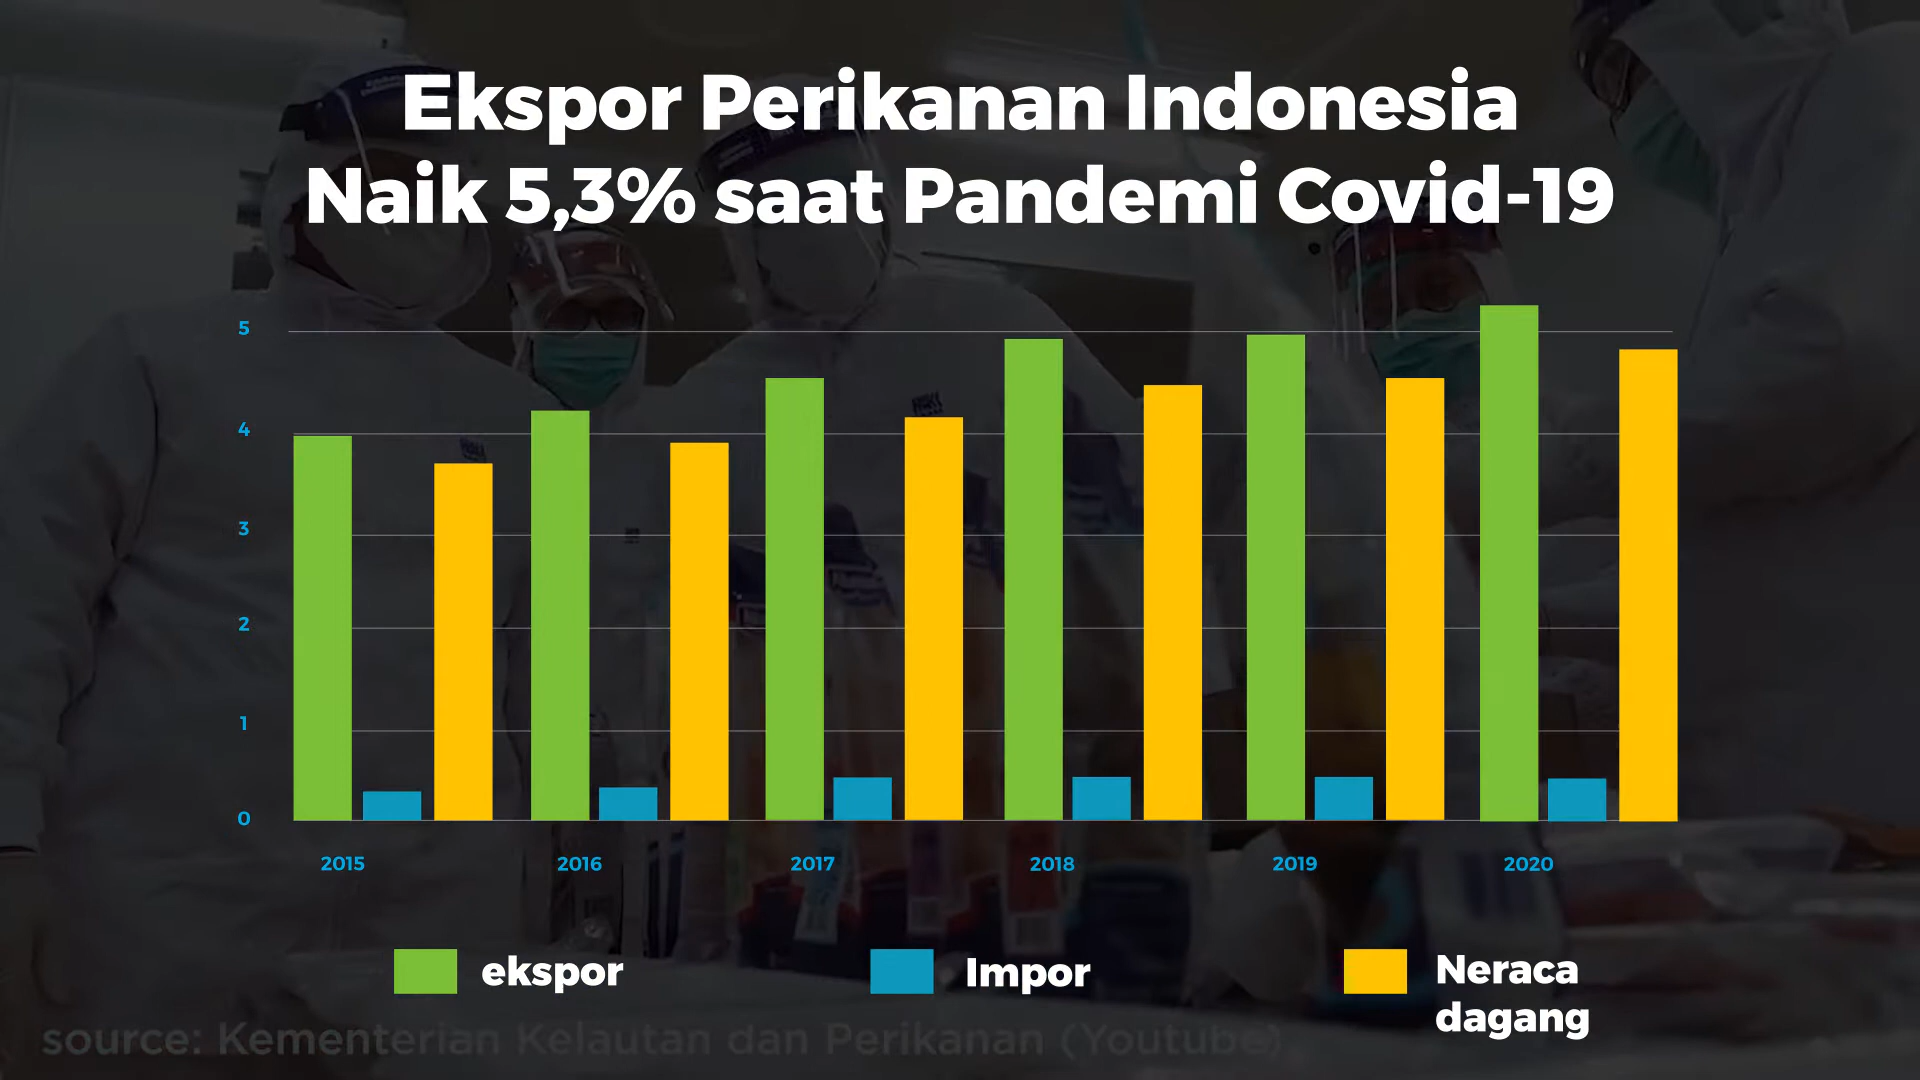 Ekspor Perikanan Indonesia
Naik 5,3% saat Pandemi Covid-19
5
4
3
2
1
0
2015 2016 2017 2018 2019 2020
ekspor Impor Neraca
dagang
source: Kementerian Kelautan dan Perikanan (Youtube)